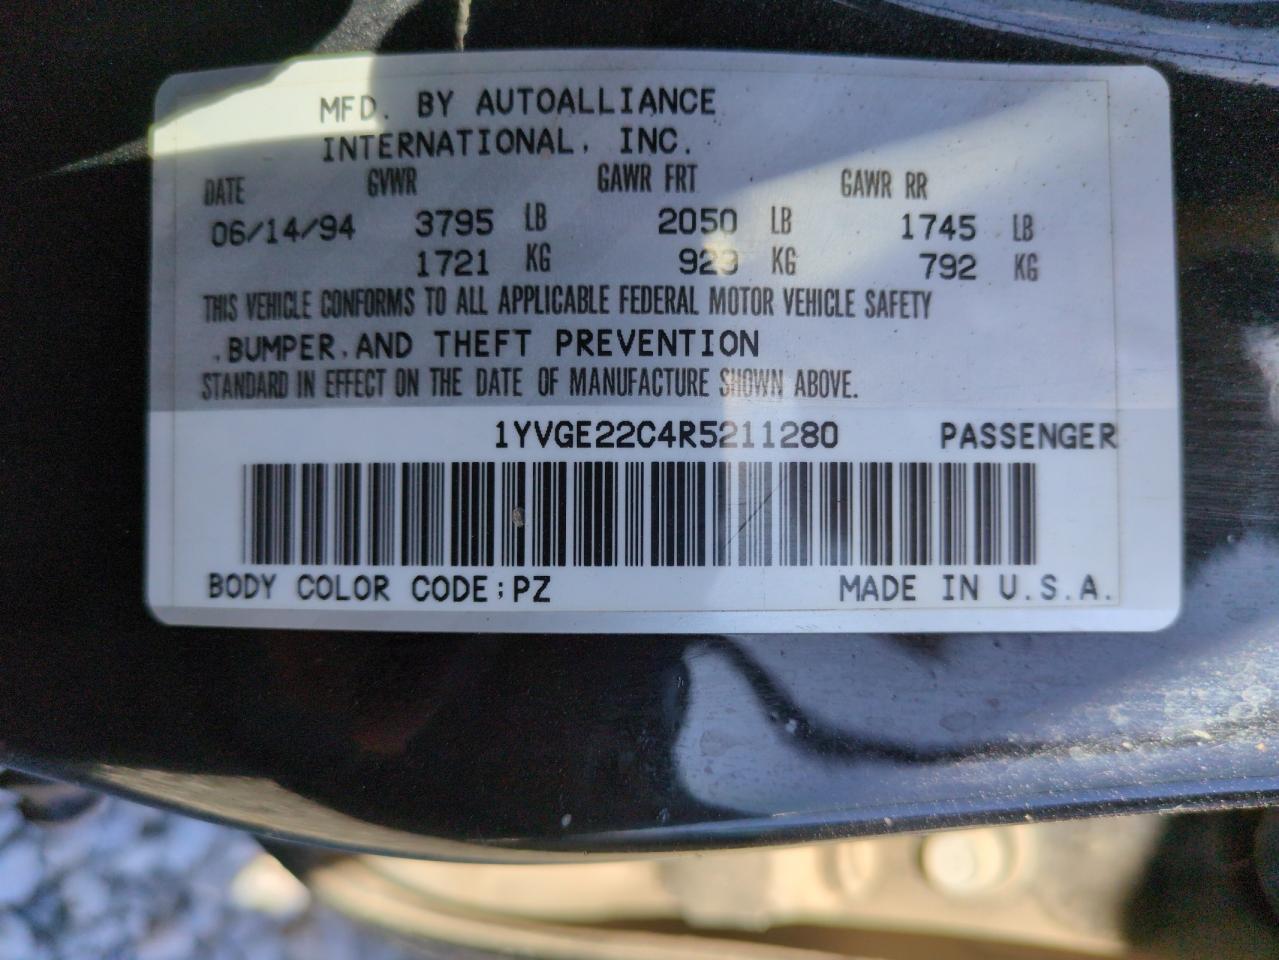 MFD. BY AUTOALLIANCE
INTERNATIONAL, INC.
DATE GVWR GAWR FRT GAWR RR
06/14/94 3795 LB 2050 LB 1745 LB
1721 KG 929 KG 792 KG
THIS VEHICLE CONFORMS TO ALL APPLICABLE FEDERAL MOTOR VEHICLE SAFETY
,BUMPER,AND THEFT PREVENTION
STANDARD IN EFFECT ON THE DATE OF MANUFACTURE SHOWN ABOVE.
1YVGE22C4R5211280 PASSENGER
BODY COLOR CODE;PZ MADE IN U.S.A.